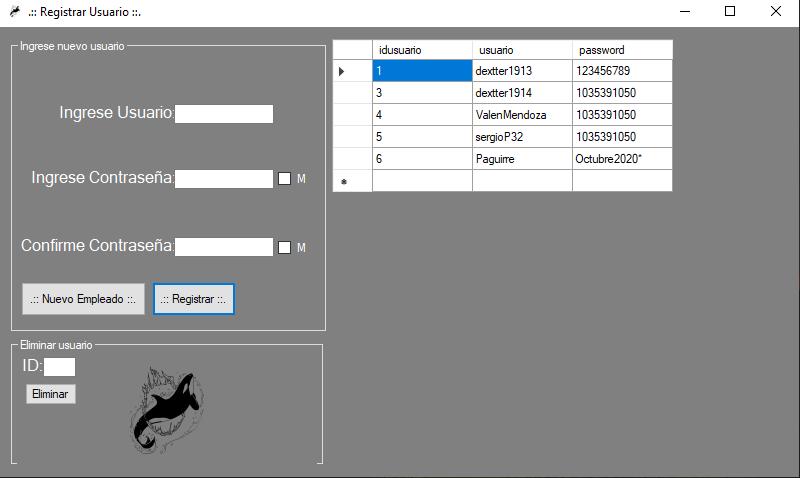 .:: Registrar Usuario ::.
Ingrese nuevo usuario
Ingrese Usuario:
Ingrese Contraseña: M
Confirme Contraseña: M
.:: Nuevo Empleado ::. .:: Registrar ::.
Eliminar usuario
ID:
Eliminar
idusuario usuario password
1 dextter1913 123456789
3 dextter1914 1035391050
4 ValenMendoza 1035391050
5 sergioP32 1035391050
6 Paguirre Octubre2020*